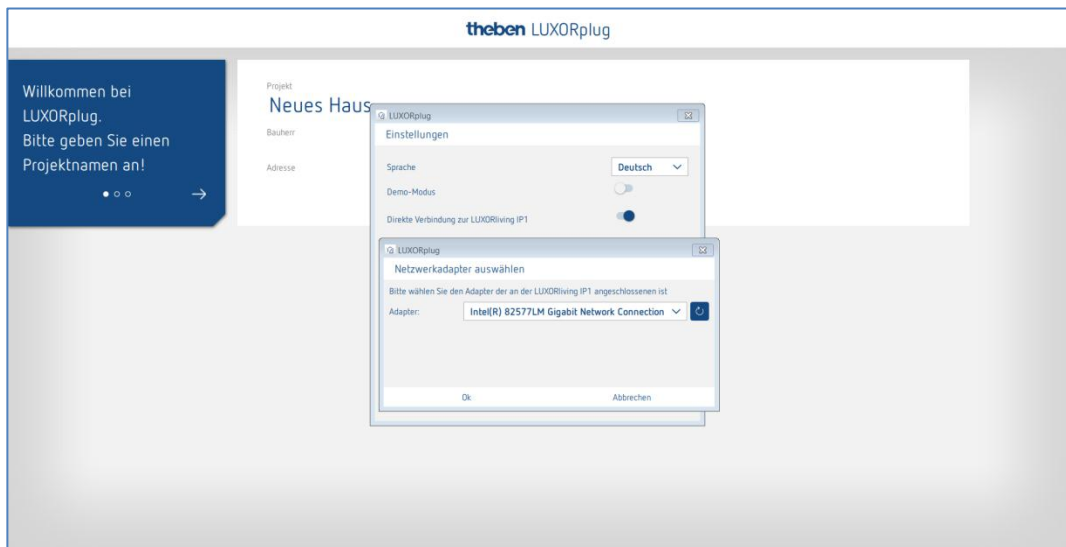 theben LUXORplug
Willkommen bei
LUXORplug.
Bitte geben Sie einen
Projektnamen an!
Projekt
Neues Haus
Bauherr
Adresse
LUXORplug
Einstellungen
Sprache
Deutsch
Demo-Modus
Direkte Verbindung zur LUXORliving IP1
LUXORplug
Netzwerkadapter auswählen
Bitte wählen Sie den Adapter der an der LUXORliving IP1 angeschlossenen ist
Adapter:
Intel(R) 82577LM Gigabit Network Connection
Ok
Abbrechen